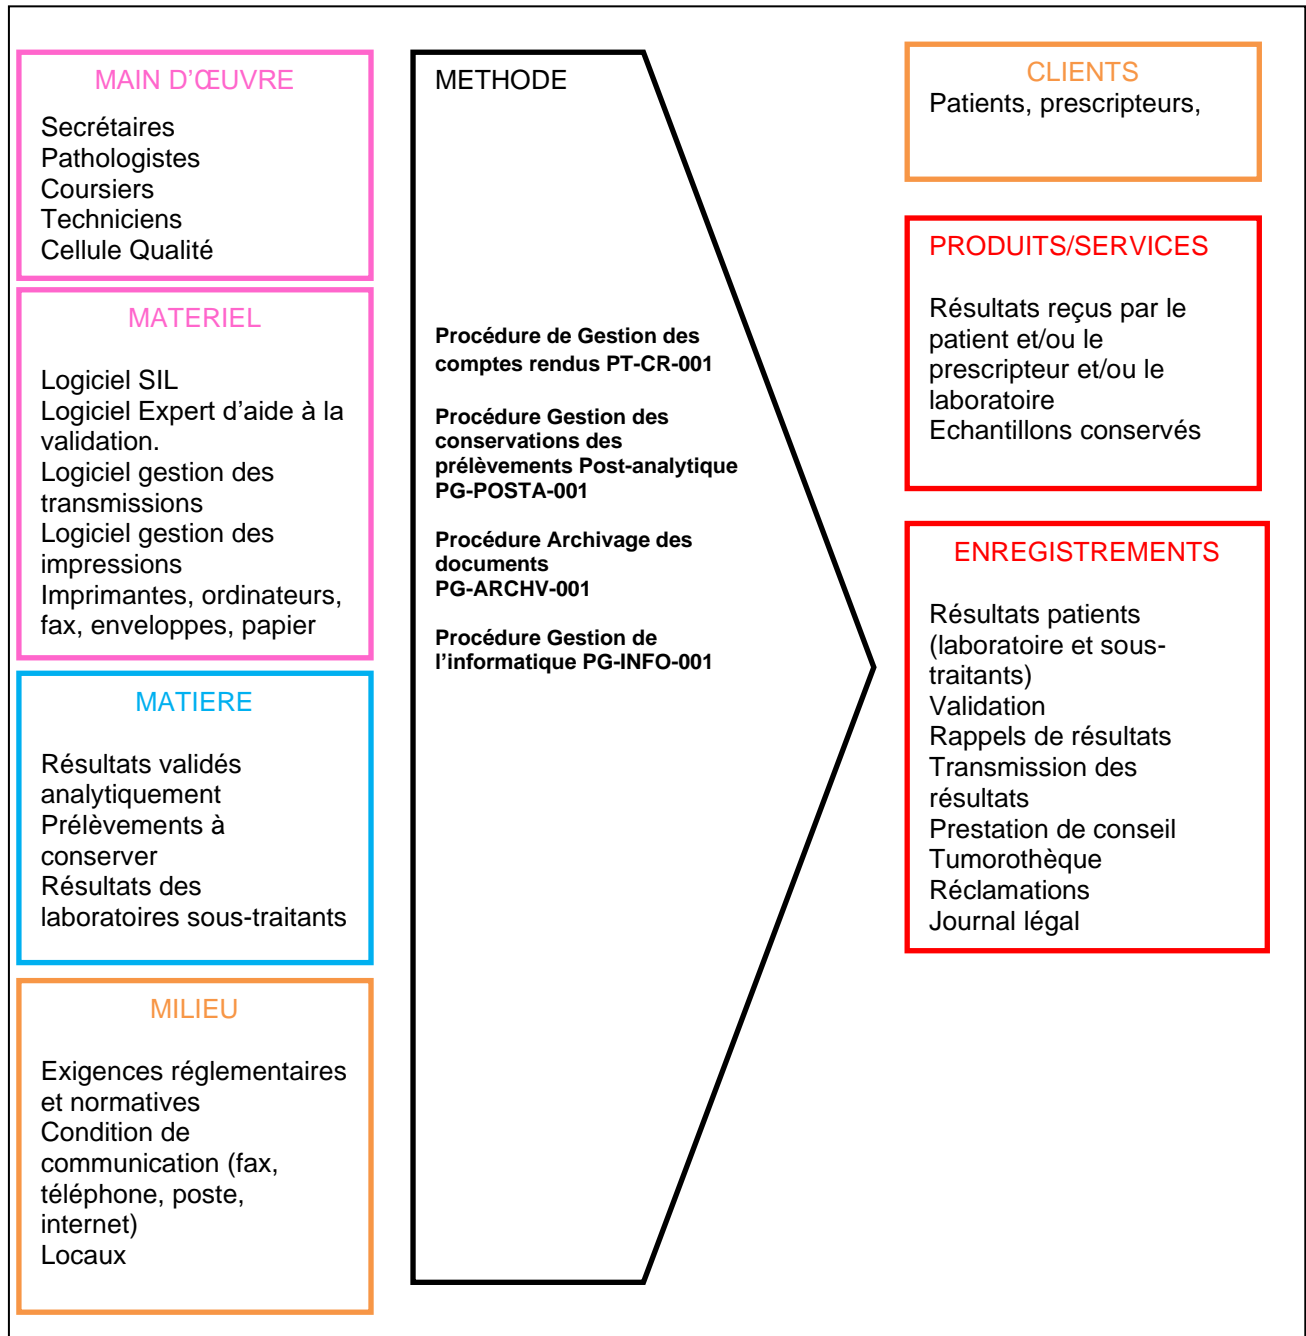 MAIN D'ŒUVRE
Secrétaires
Pathologistes
Coursiers
Techniciens
Cellule Qualité
MATERIEL
Logiciel SIL
Logiciel Expert d'aide à la
validation.
Logiciel gestion des
transmissions
Logiciel gestion des
impressions
Imprimantes, ordinateurs,
fax, enveloppes, papier
MATIERE
Résultats validés
analytiquement
Prélèvements à
conserver
Résultats des
laboratoires sous-traitants
MILIEU
Exigences réglementaires
et normatives
Condition de
communication (fax,
téléphone, poste,
internet)
Locaux
METHODE
Procédure de Gestion des
comptes rendus PT-CR-001
Procédure Gestion des
conservations des
prélèvements Post-analytique
PG-POSTA-001
Procédure Archivage des
documents
PG-ARCHV-001
Procédure Gestion de
l'informatique PG-INFO-001
CLIENTS
Patients, prescripteurs,
PRODUITS/SERVICES
Résultats reçus par le
patient et/ou le
prescripteur et/ou le
laboratoire
Echantillons conservés
ENREGISTREMENTS
Résultats patients
(laboratoire et sous-
traitants)
Validation
Rappels de résultats
Transmission des
résultats
Prestation de conseil
Tumorothèque
Réclamations
Journal légal